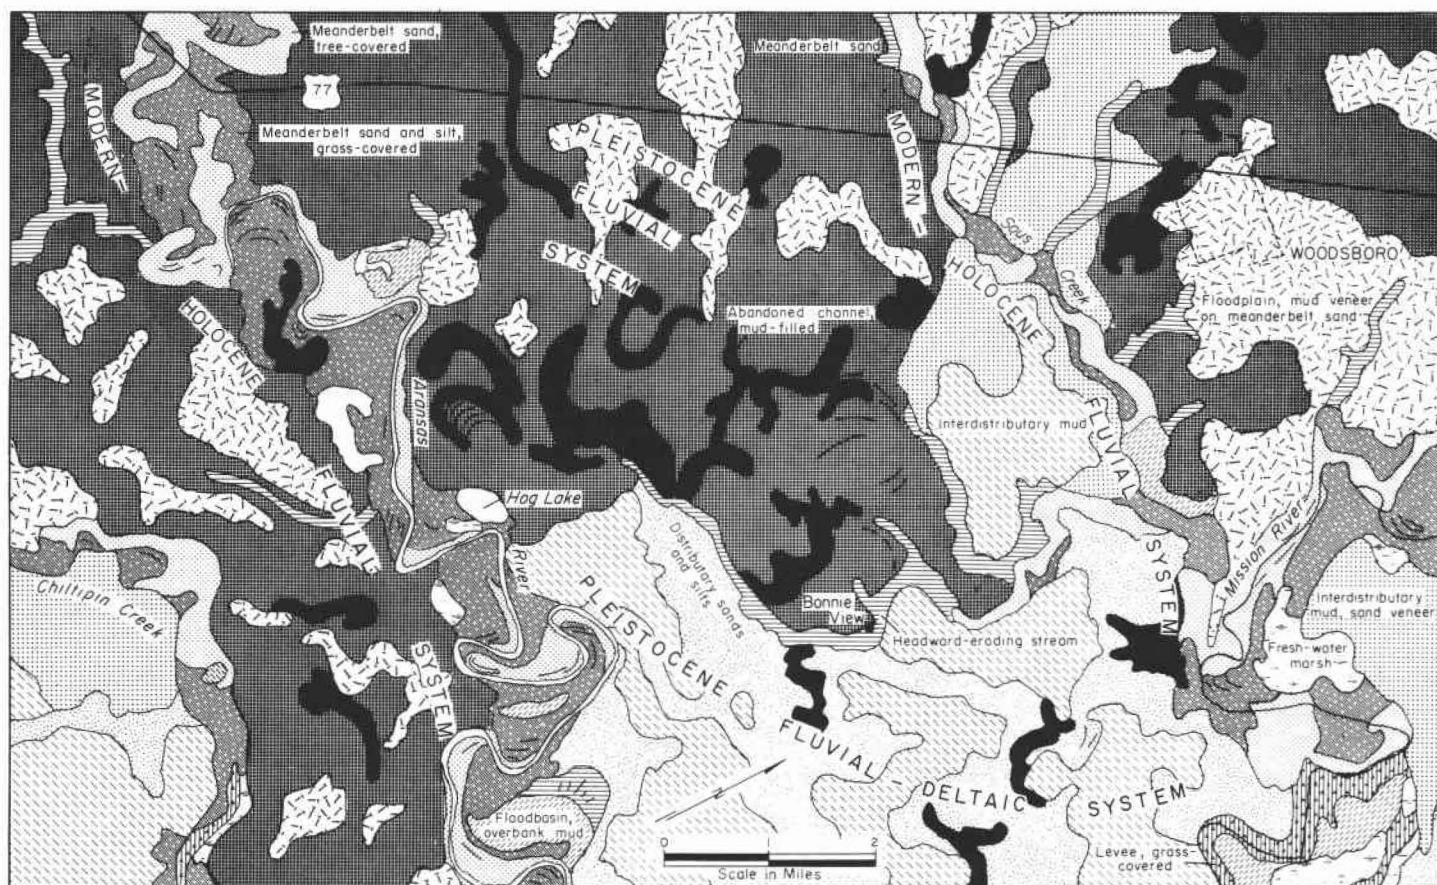 Meanderbelt sand,
tree-covered
77
Meanderbelt sand
MODERN
Meanderbelt sand and silt,
grass-covered
PLEISTOCENE
FLUVIAL
SYSTEM
MODERN
Sous
Creek
WOODSBORO
HOLOCENE
Floodplain, mud veneer
on meanderbelt sand
Abandoned channel,
mud-filled
HOLOCENE
Aransas
Interdistributary mud
FLUVIAL
FLUVIAL
Hog Lake
River
Distributary sands
and silts
Mission River
SYSTEM
Chiltipin Creek
PLEISTOCENE
Bonnie
View
Headward-eroding stream
Interdistributary
mud, sand veneer
Fresh-water
marsh
SYSTEM
FLUVIAL - DELTAIC SYSTEM
N
Floodbasin,
overbank mud
0 1 2
Scale in Miles
Levee, grass-
covered